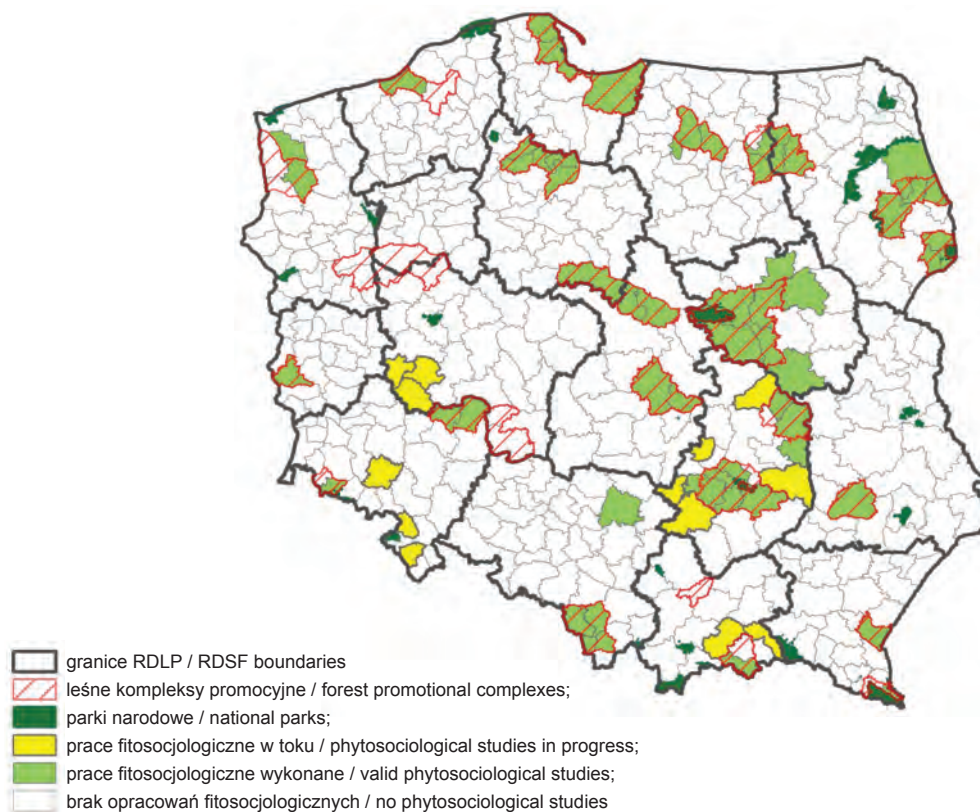 granice RDLP / RDSF boundaries
leśne kompleksy promocyjne / forest promotional complexes;
parki narodowe / national parks;
prace fitosocjologiczne w toku / phytosociological studies in progress;
prace fitosocjologiczne wykonane / valid phytosociological studies;
brak opracowań fitosocjologicznych / no phytosociological studies